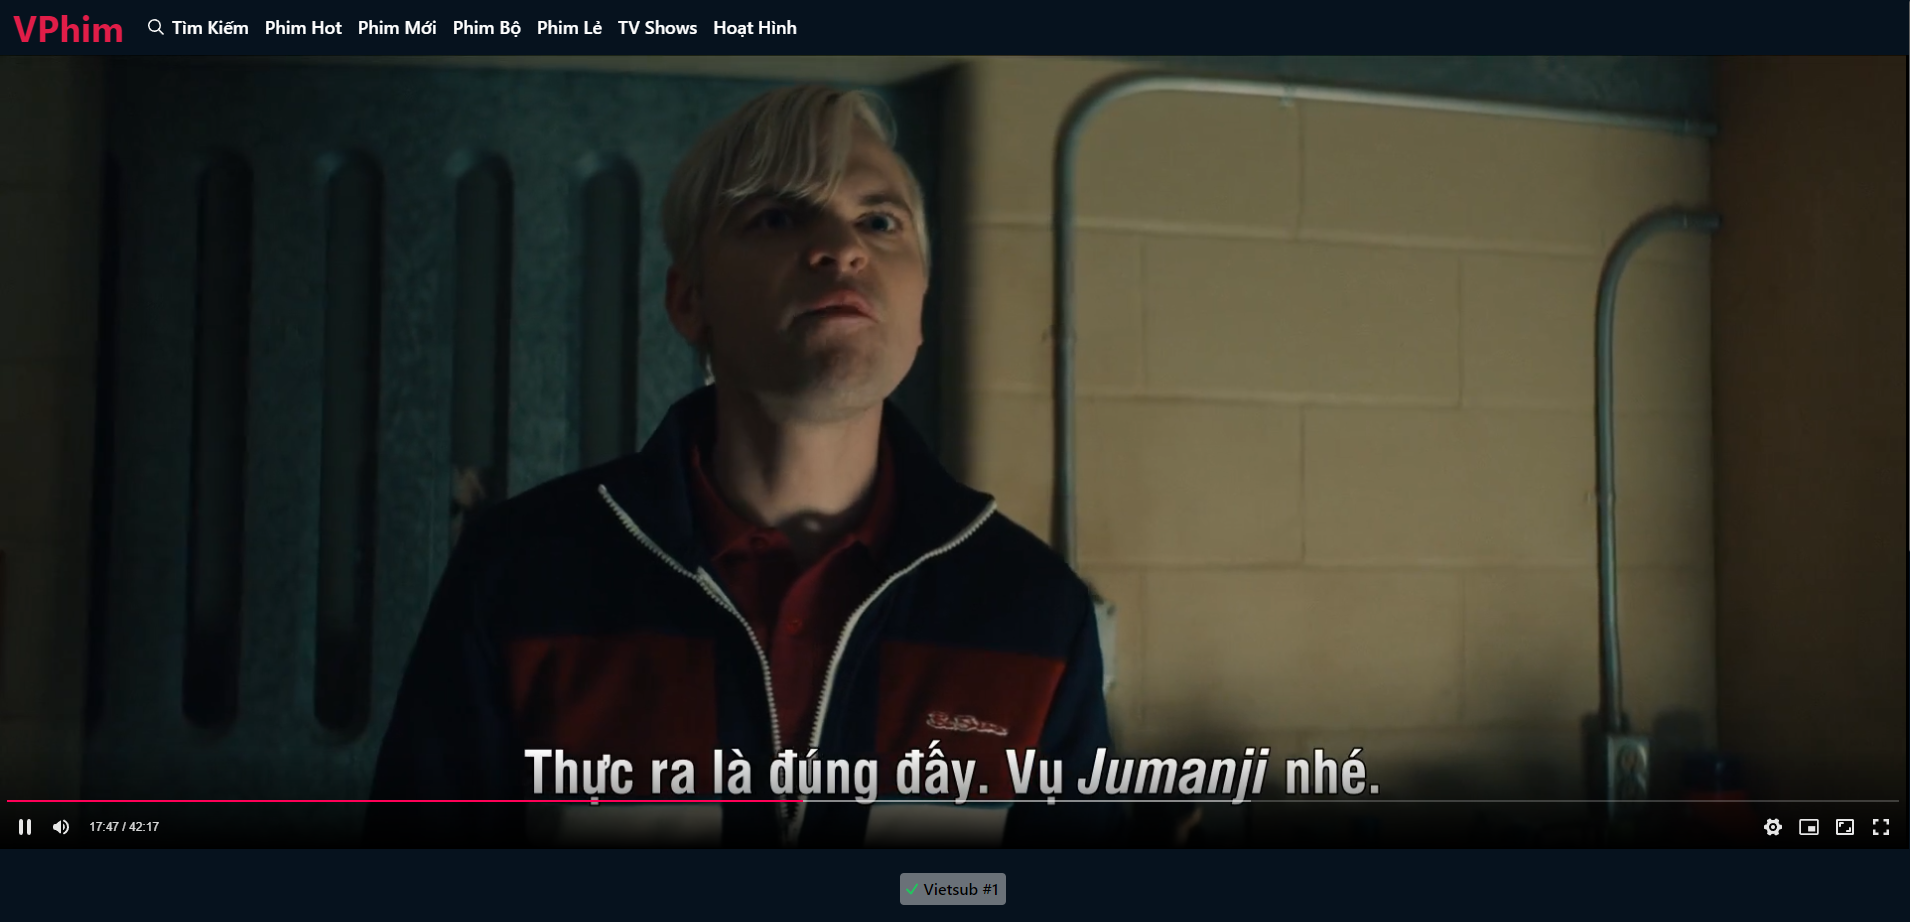 VPhim
Tìm Kiếm Phim Hot Phim Mới Phim Bộ Phim Lẻ TV Shows Hoạt Hình
Thực ra là đúng đấy. Vụ Jumanji nhé.
17:47 / 42:17
Vietsub #1